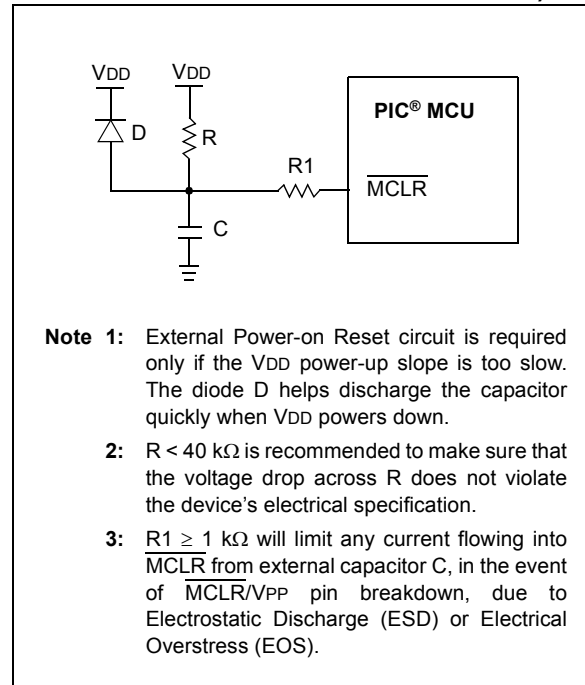 VDD VDD
PIC® MCU
D
R
R1
MCLR
C
Note 1: External Power-on Reset circuit is required
only if the VDD power-up slope is too slow.
The diode D helps discharge the capacitor
quickly when VDD powers down.
2: R < 40 kΩ is recommended to make sure that
the voltage drop across R does not violate
the device's electrical specification.
3: R1 ≥ 1 kΩ will limit any current flowing into
MCLR from external capacitor C, in the event
of MCLR/VPP pin breakdown, due to
Electrostatic Discharge (ESD) or Electrical
Overstress (EOS).